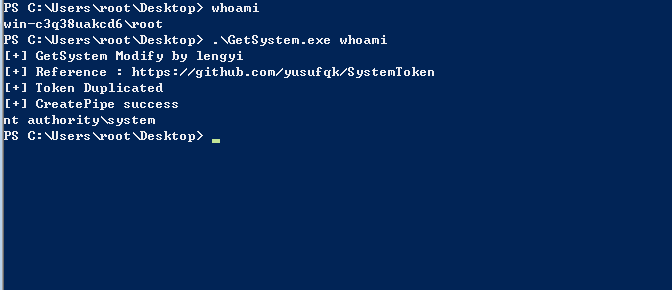 PS C:\Users\root\Desktop> whoami
win-c3q38uakcd6\root
PS C:\Users\root\Desktop> .\GetSystem.exe whoami
[+] GetSystem Modify by lengyi
[+] Reference : https://github.com/yusufqk/SystemToken
[+] Token Duplicated
[+] CreatePipe success
nt authority\system
PS C:\Users\root\Desktop>